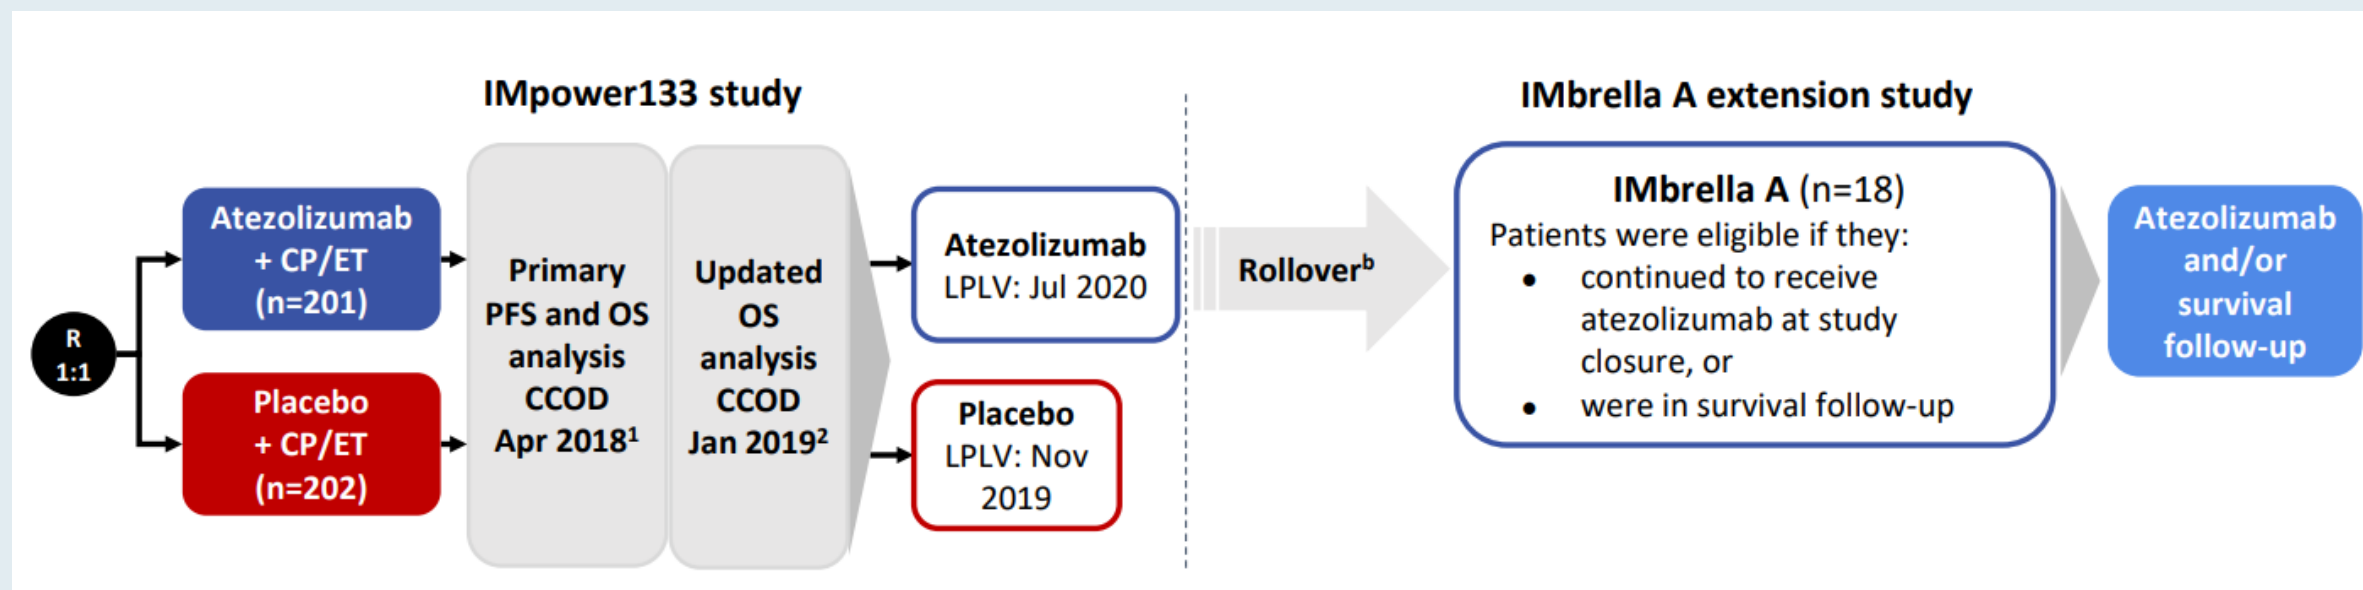 IMpower133 study
R
1:1
Atezolizumab
+ CP/ET
(n=201)
Placebo
+ CP/ET
(n=202)
Primary
PFS and OS
analysis
CCOD
Apr 2018¹
Updated
OS
analysis
CCOD
Jan 2019²
Atezolizumab
LPLV: Jul 2020
Placebo
LPLV: Nov
2019
Rolloverᵇ
IMbrella A extension study
IMbrella A (n=18)
Patients were eligible if they:
• continued to receive
atezolizumab at study
closure, or
• were in survival follow-up
Atezolizumab
and/or
survival
follow-up